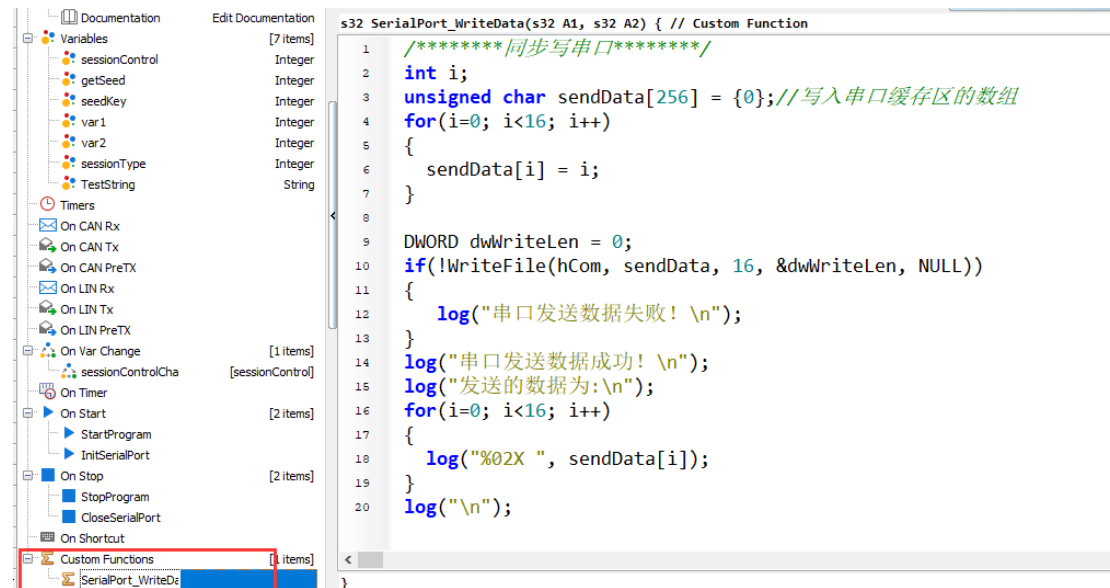 Documentation Edit Documentation
Variables [7 items]
sessionControl Integer
getSeed Integer
seedKey Integer
var1 Integer
var2 Integer
sessionType Integer
TestString String
Timers
On CAN Rx
On CAN Tx
On CAN PreTX
On LIN Rx
On LIN Tx
On LIN PreTX
On Var Change [1 items]
sessionControlCha [sessionControl]
On Timer
On Start [2 items]
StartProgram
InitSerialPort
On Stop [2 items]
StopProgram
CloseSerialPort
On Shortcut
Custom Functions [1 items]
SerialPort_WriteDa
s32 SerialPort_WriteData(s32 A1, s32 A2) { // Custom Function
1 /********同步写串口********/
2 int i;
3 unsigned char sendData[256] = {0};//写入串口缓存区的数组
4 for(i=0; i<16; i++)
5 {
6 sendData[i] = i;
7 }
8
9 DWORD dwWriteLen = 0;
10 if(!WriteFile(hCom, sendData, 16, &dwWriteLen, NULL))
11 {
12 log("串口发送数据失败! \n");
13 }
14 log("串口发送数据成功! \n");
15 log("发送的数据为:\n");
16 for(i=0; i<16; i++)
17 {
18 log("%02X ", sendData[i]);
19 }
20 log("\n");
}